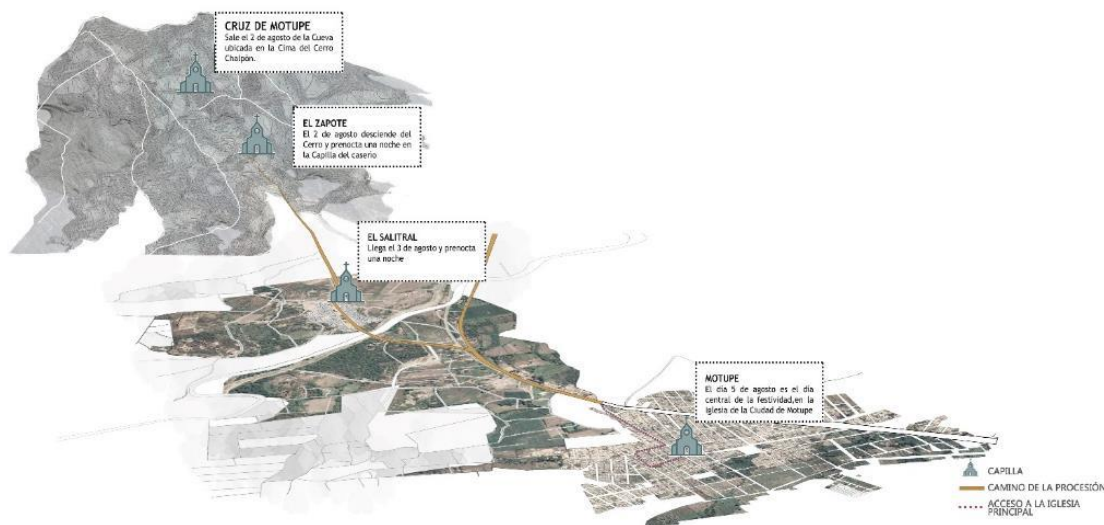 CRUZ DE MOTUPE
Sale el 2 de agosto de la Cueva
ubicada en la Cima del Cerro
Chalpón.
EL ZAPOTE
El 2 de agosto desciende del
Cerro y prenocta una noche en
la Capilla del caserio
EL SALITRAL
Llega el 3 de agosto y prenocta
una noche
MOTUPE
El día 5 de agosto es el día
central de la festividad,en la
iglesia de la Ciudad de Motupe
CAPILLA
CAMINO DE LA PROCESIÓN
ACCESO A LA IGLESIA
PRINCIPAL